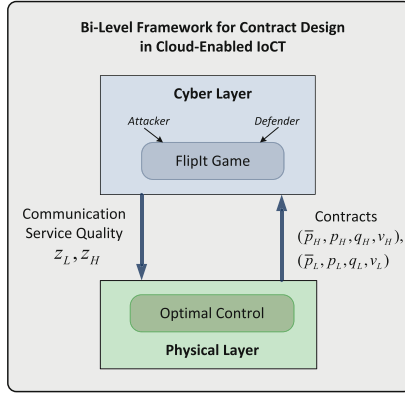 Bi-Level Framework for Contract Design
in Cloud-Enabled IoCT
Cyber Layer
Attacker
Defender
FlipIt Game
Communication
Service Quality
z_L, z_H
Contracts
(p̅_H, p_H, q_H, v_H),
(p̅_L, p_L, q_L, v_L)
Optimal Control
Physical Layer